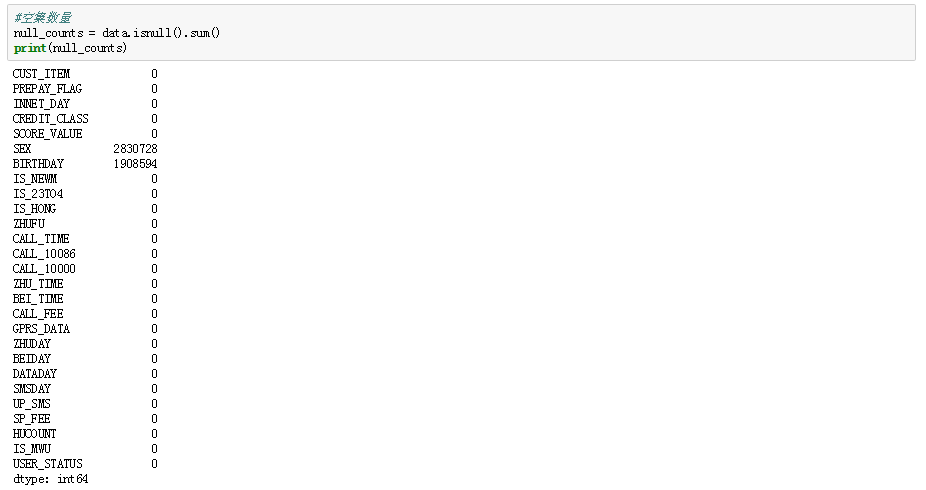 #空集数量
null_counts = data.isnull().sum()
print(null_counts)
CUST_ITEM 0
PREPAY_FLAG 0
INNET_DAY 0
CREDIT_CLASS 0
SCORE_VALUE 0
SEX 2830728
BIRTHDAY 1908594
IS_NEWM 0
IS_23TO4 0
IS_HONG 0
ZHUFU 0
CALL_TIME 0
CALL_10086 0
CALL_10000 0
ZHU_TIME 0
BEI_TIME 0
CALL_FEE 0
GPRS_DATA 0
ZHUDAY 0
BEIDAY 0
DATADAY 0
SMSDAY 0
UP_SMS 0
SP_FEE 0
HUCOUNT 0
IS_MWU 0
USER_STATUS 0
dtype: int64